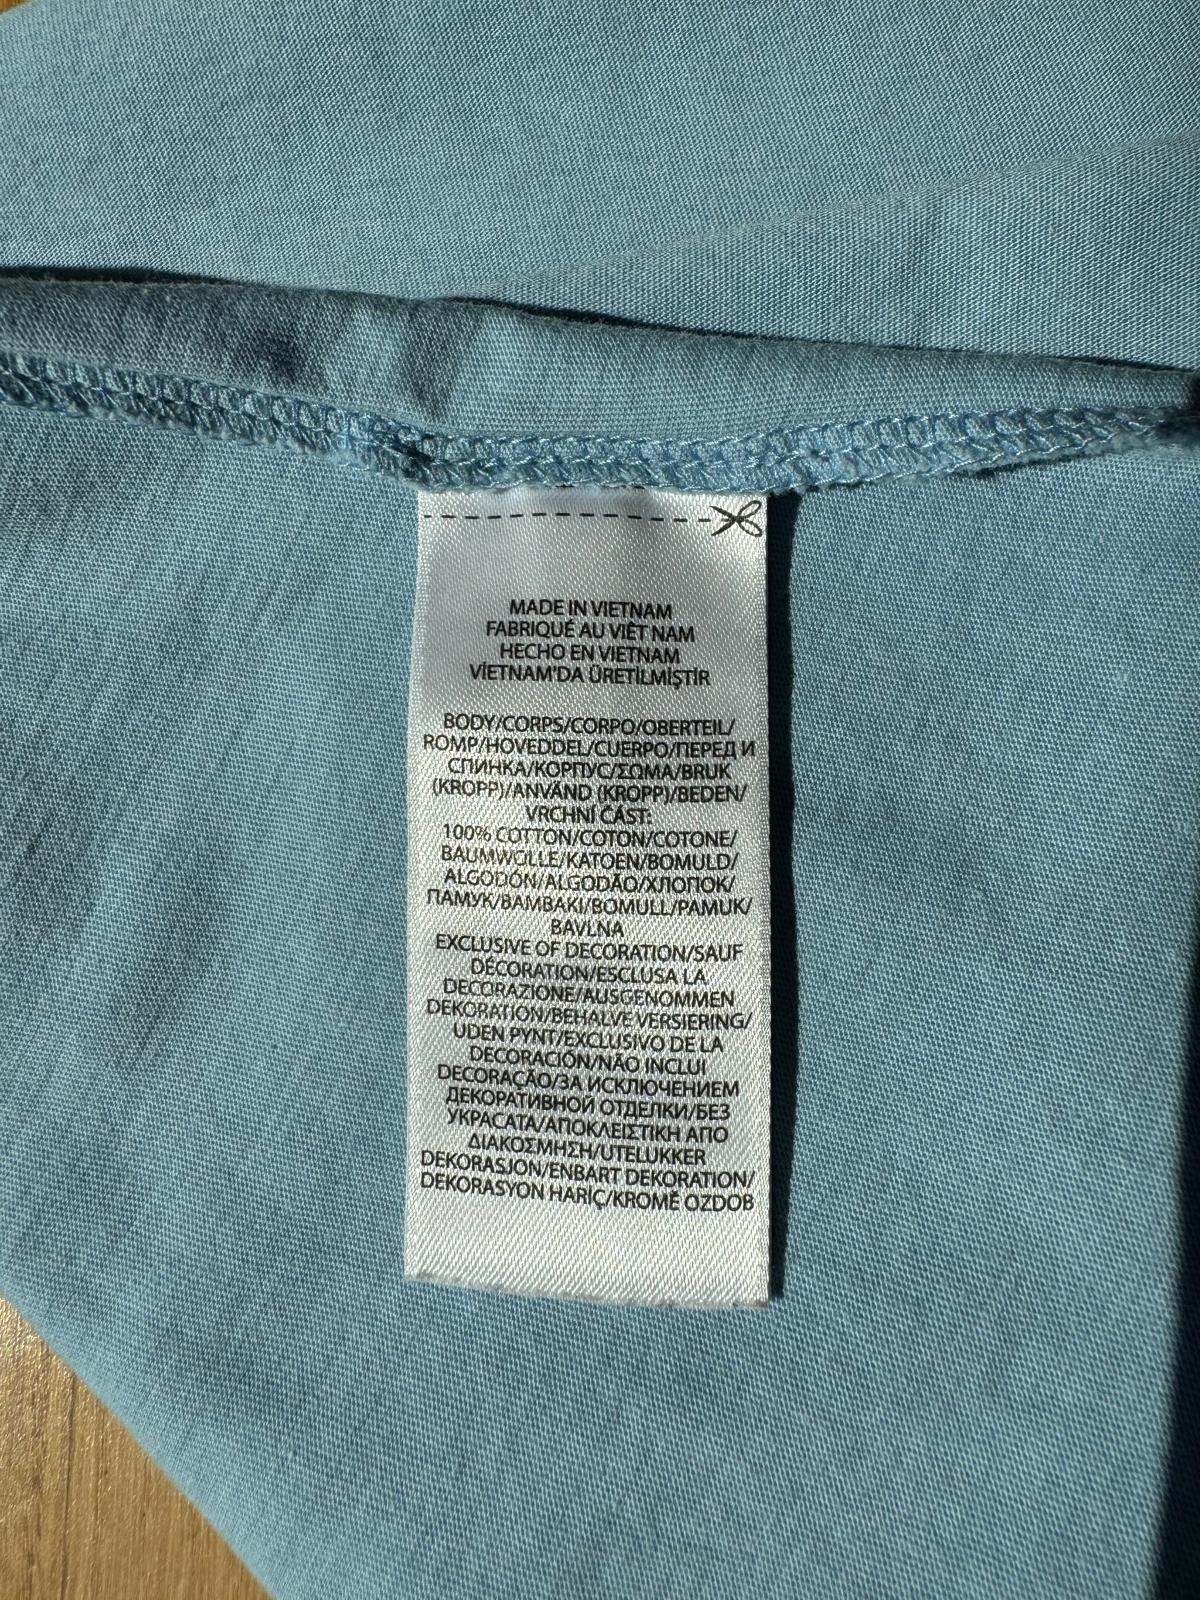 MADE IN VIETNAM
FABRIQUÉ AU VIÊT NAM
HECHO EN VIETNAM
VİETNAM'DA ÜRETİLMİŞTİR
BODY/CORPS/CORPO/OBERTEIL/
ROMP/HOVEDDEL/CUERPO/ПЕРЕД И
СПИНКА/КОРПУС/ΣΩΜΑ/BRUK
(KROPP)/ANVÄND (KROPP)/BEDEN/
VRCHNÍ ČÁST:
100% COTTON/COTON/COTONE/
BAUMWOLLE/KATOEN/BOMULD/
ALGODÓN/ALGODÃO/ХЛОПОК/
ПАМУК/ΒΑΜΒΑΚΙ/BOMULL/PAMUK/
BAVLNA
EXCLUSIVE OF DECORATION/SAUF
DÉCORATION/ESCLUSA LA
DECORAZIONE/AUSGENOMMEN
DEKORATION/BEHALVE VERSIERING/
UDEN PYNT/EXCLUSIVO DE LA
DECORACIÓN/NÃO INCLUI
DECORAÇÃO/ЗА ИСКЛЮЧЕНИЕМ
ДЕКОРАТИВНОЙ ОТДЕЛКИ/БЕЗ
УКРАСАТА/ΑΠΟΚΛΕΙΣΤΙΚΗ ΑΠΟ
ΔΙΑΚΟΣΜΗΣΗ/UTELUKKER
DEKORASJON/ENBART DEKORATION/
DEKORASYON HARİÇ/KROMĚ OZDOB